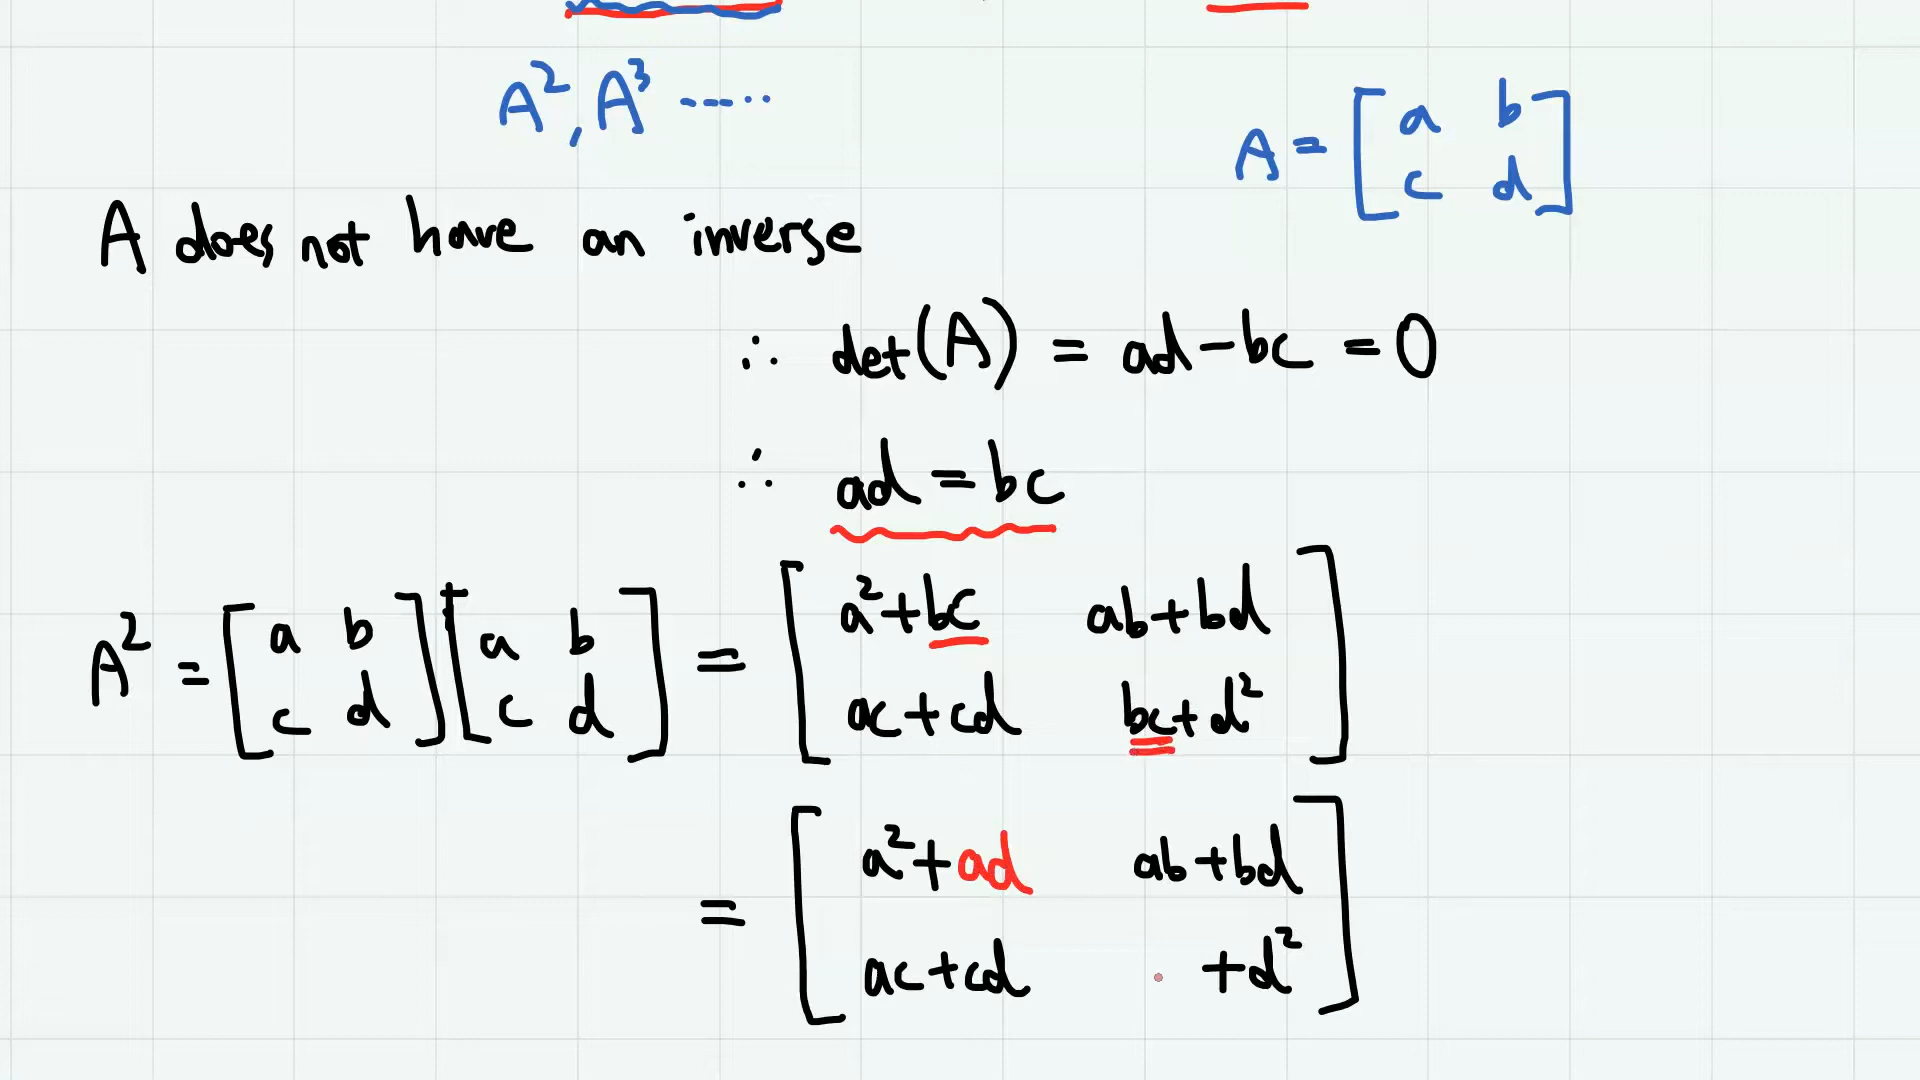 A², A³ ·····
A = [a b
c d]
A does not have an inverse
∴ det(A) = ad - bc = 0
∴ ad = bc
A² = [a b] [a b] = [a² + bc ab + bd]
[c d] [c d] [ac + cd bc + d²]
= [a² + ad ab + bd]
[ac + cd + d²]